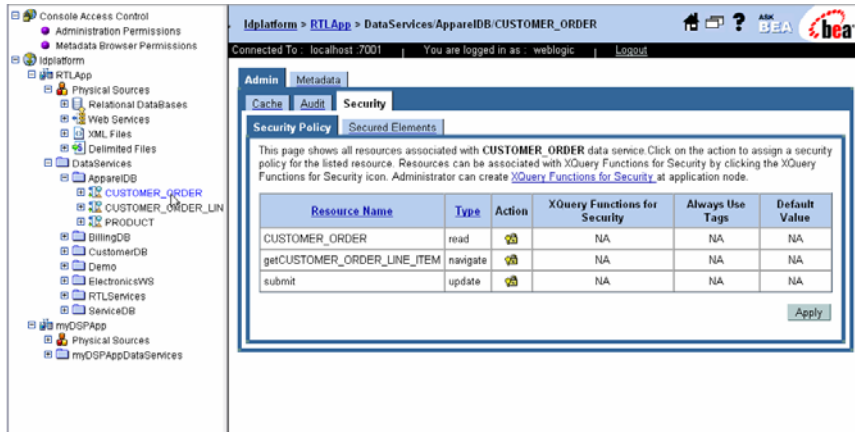 Console Access Control
Administration Permissions
Metadata Browser Permissions
ldplatform
RTLApp
Physical Sources
Relational DataBases
Web Services
XML Files
Delimited Files
DataServices
ApparelDB
CUSTOMER_ORDER
CUSTOMER_ORDER_LIN
PRODUCT
BillingDB
CustomerDB
Demo
ElectronicsWS
RTLServices
ServiceDB
myDSPApp
Physical Sources
myDSPAppDataServices
ldplatform > RTLApp > DataServices/ApparelDB/CUSTOMER_ORDER
? ASK BEA bea
Connected To : localhost :7001 | You are logged in as : weblogic | Logout
Admin Metadata
Cache Audit Security
Security Policy Secured Elements
This page shows all resources associated with CUSTOMER_ORDER data service.Click on the action to assign a security
policy for the listed resource. Resources can be associated with XQuery Functions for Security by clicking the XQuery
Functions for Security icon. Administrator can create XQuery Functions for Security at application node.
Resource Name Type Action XQuery Functions for Security Always Use Tags Default Value
CUSTOMER_ORDER read NA NA NA
getCUSTOMER_ORDER_LINE_ITEM navigate NA NA NA
submit update NA NA NA
Apply